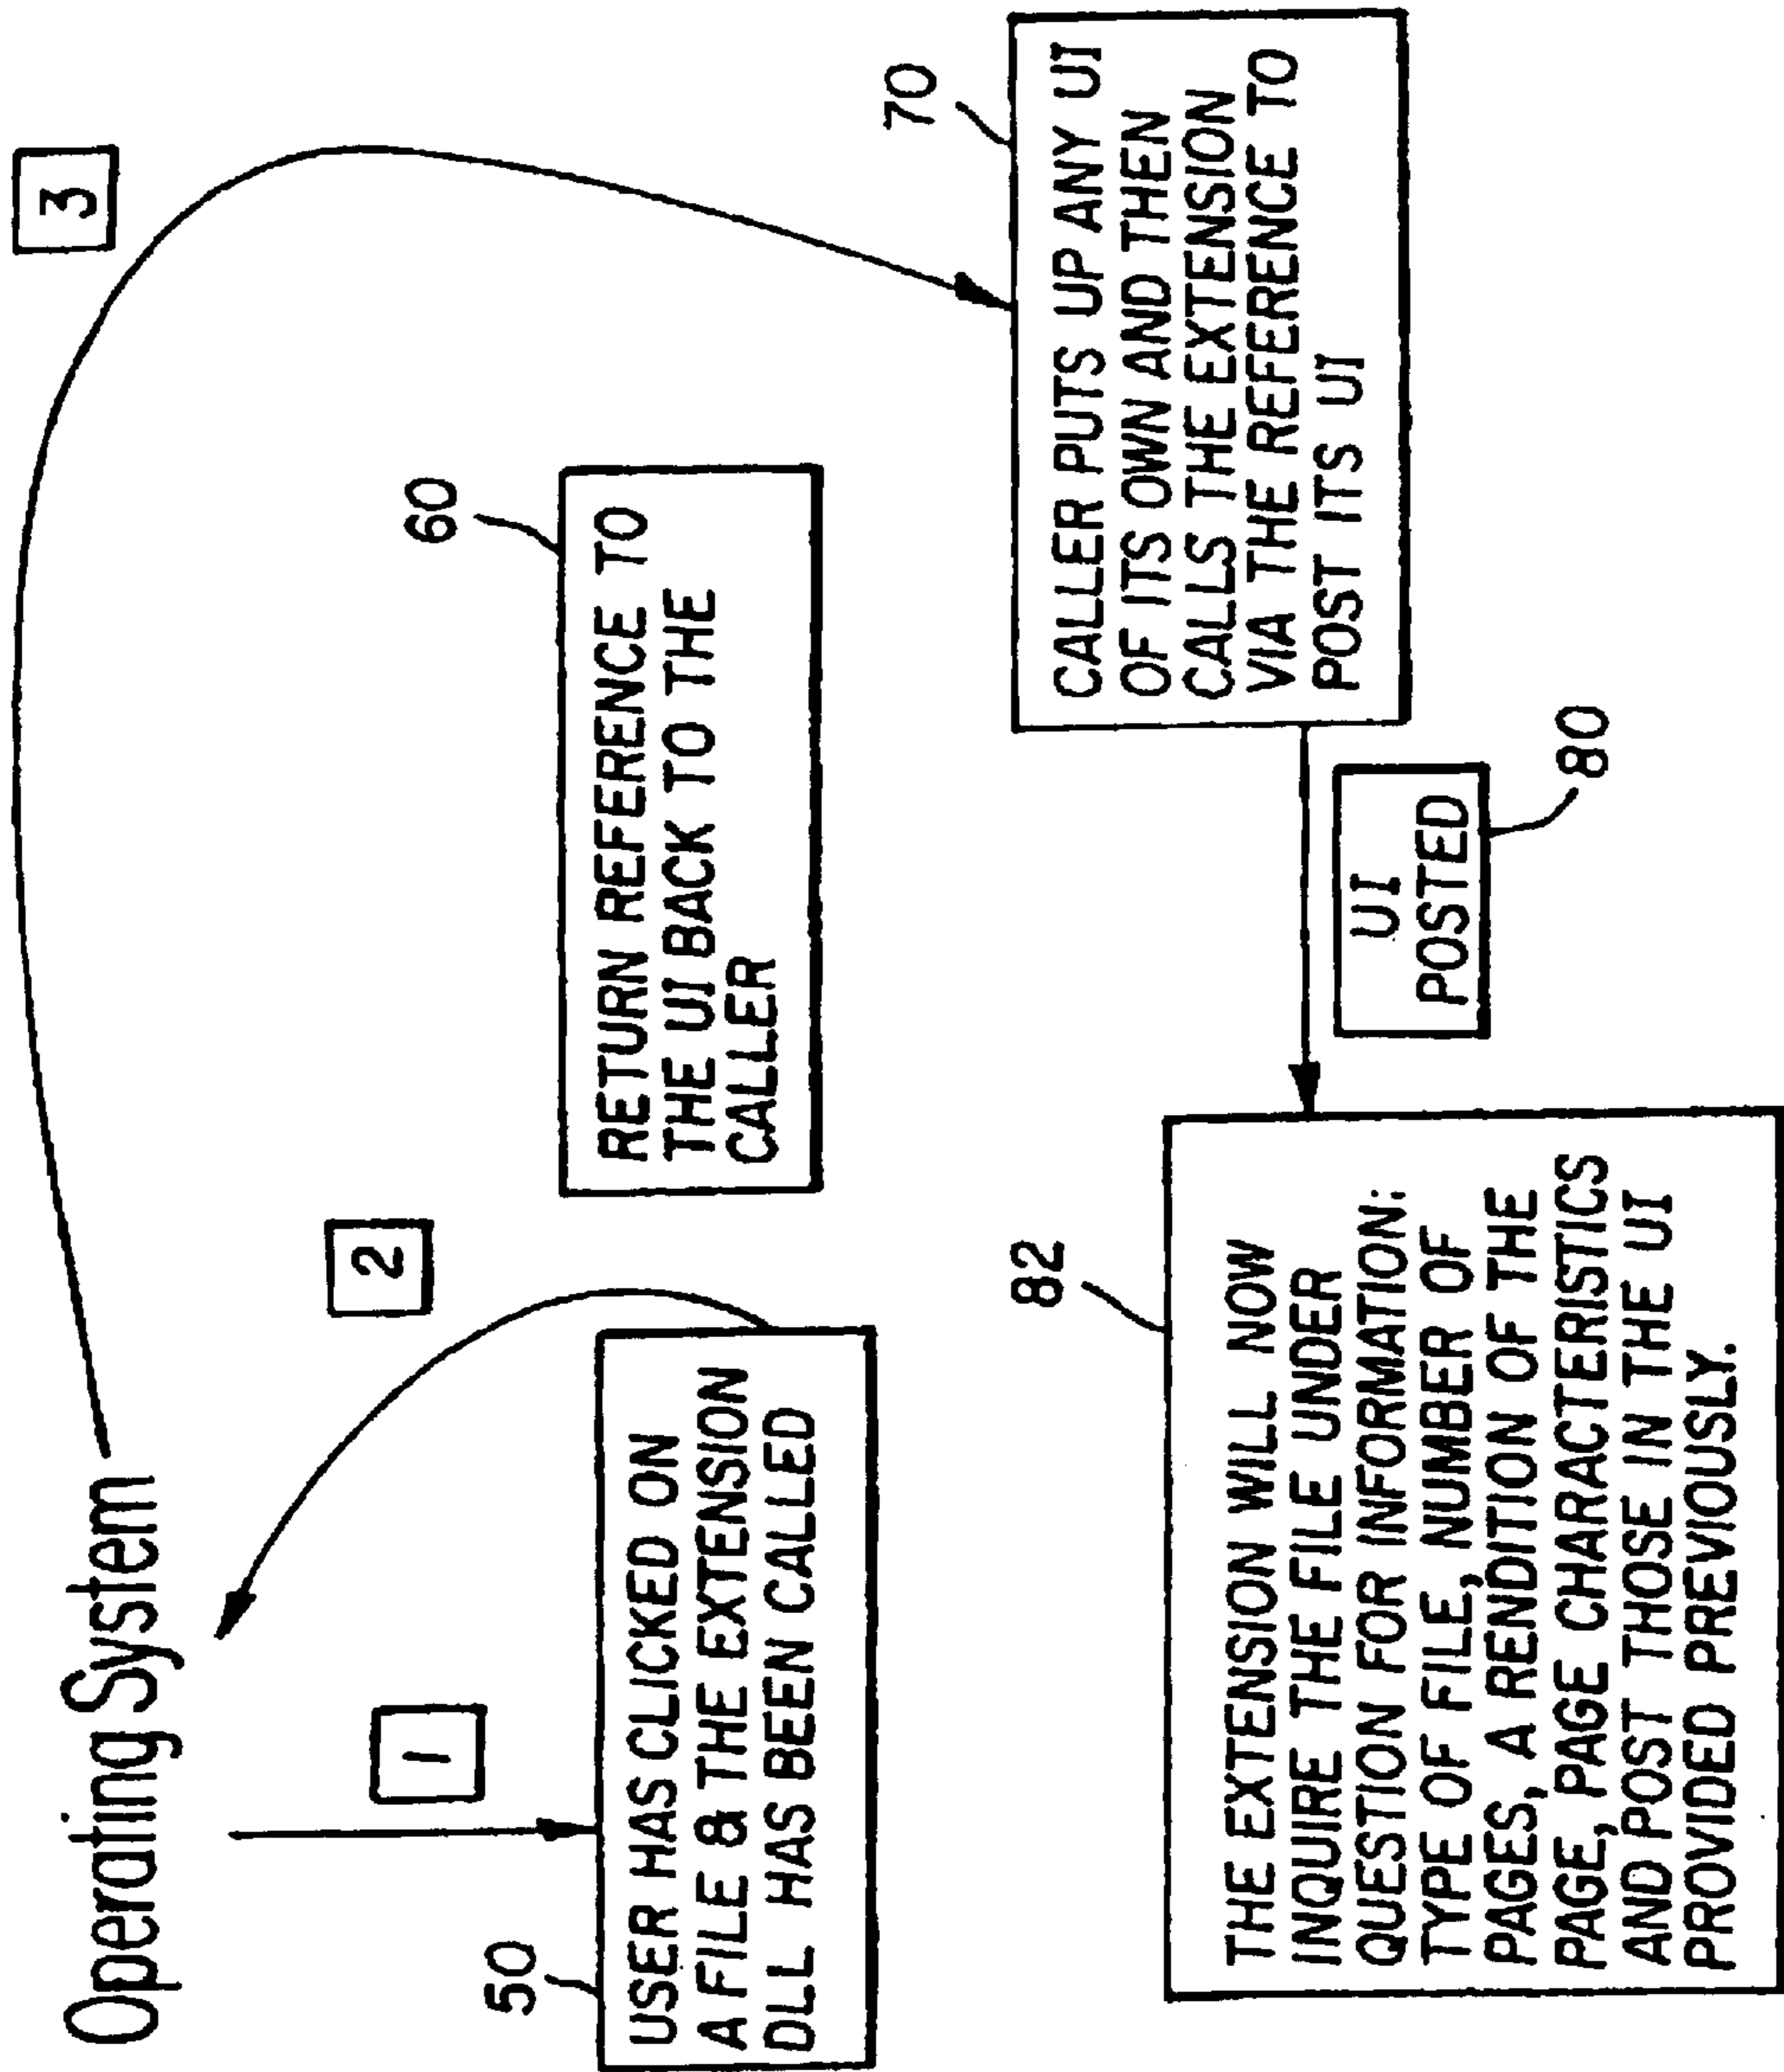 Operating System
1
2
3
50
USER HAS CLICKED ON
A FILE & THE EXTENSION
DLL HAS BEEN CALLED
60
RETURN REFERENCE TO
THE UI BACK TO THE
CALLER
70
CALLER PUTS UP ANY UI
OF ITS OWN AND THEN
CALLS THE EXTENSION
VIA THE REFERENCE TO
POST ITS UI
UI
POSTED
80
82
THE EXTENSION WILL NOW
INQUIRE THE FILE UNDER
QUESTION FOR INFORMATION:
TYPE OF FILE, NUMBER OF
PAGES, A RENDITION OF THE
PAGE, PAGE CHARACTERISTICS
AND POST THOSE IN THE UI
PROVIDED PREVIOUSLY.